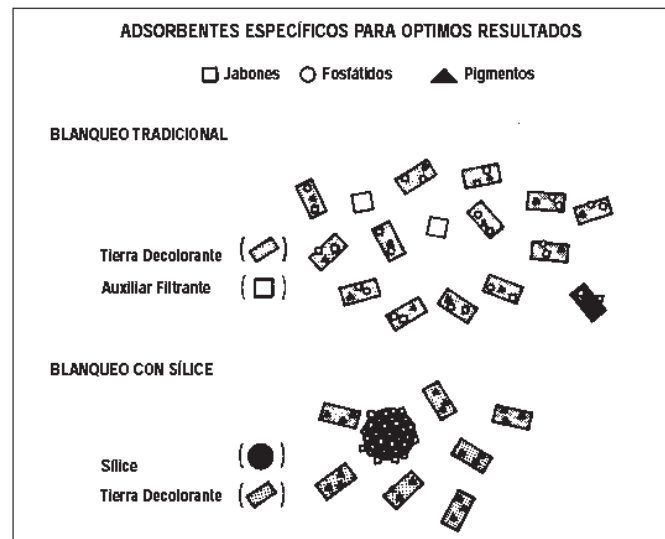 ADSORBENTES ESPECÍFICOS PARA OPTIMOS RESULTADOS
Jabones Fosfátidos Pigmentos
BLANQUEO TRADICIONAL
Tierra Decolorante ( )
Auxiliar Filtrante ( )
BLANQUEO CON SÍLICE
Sílice ( )
Tierra Decolorante ( )